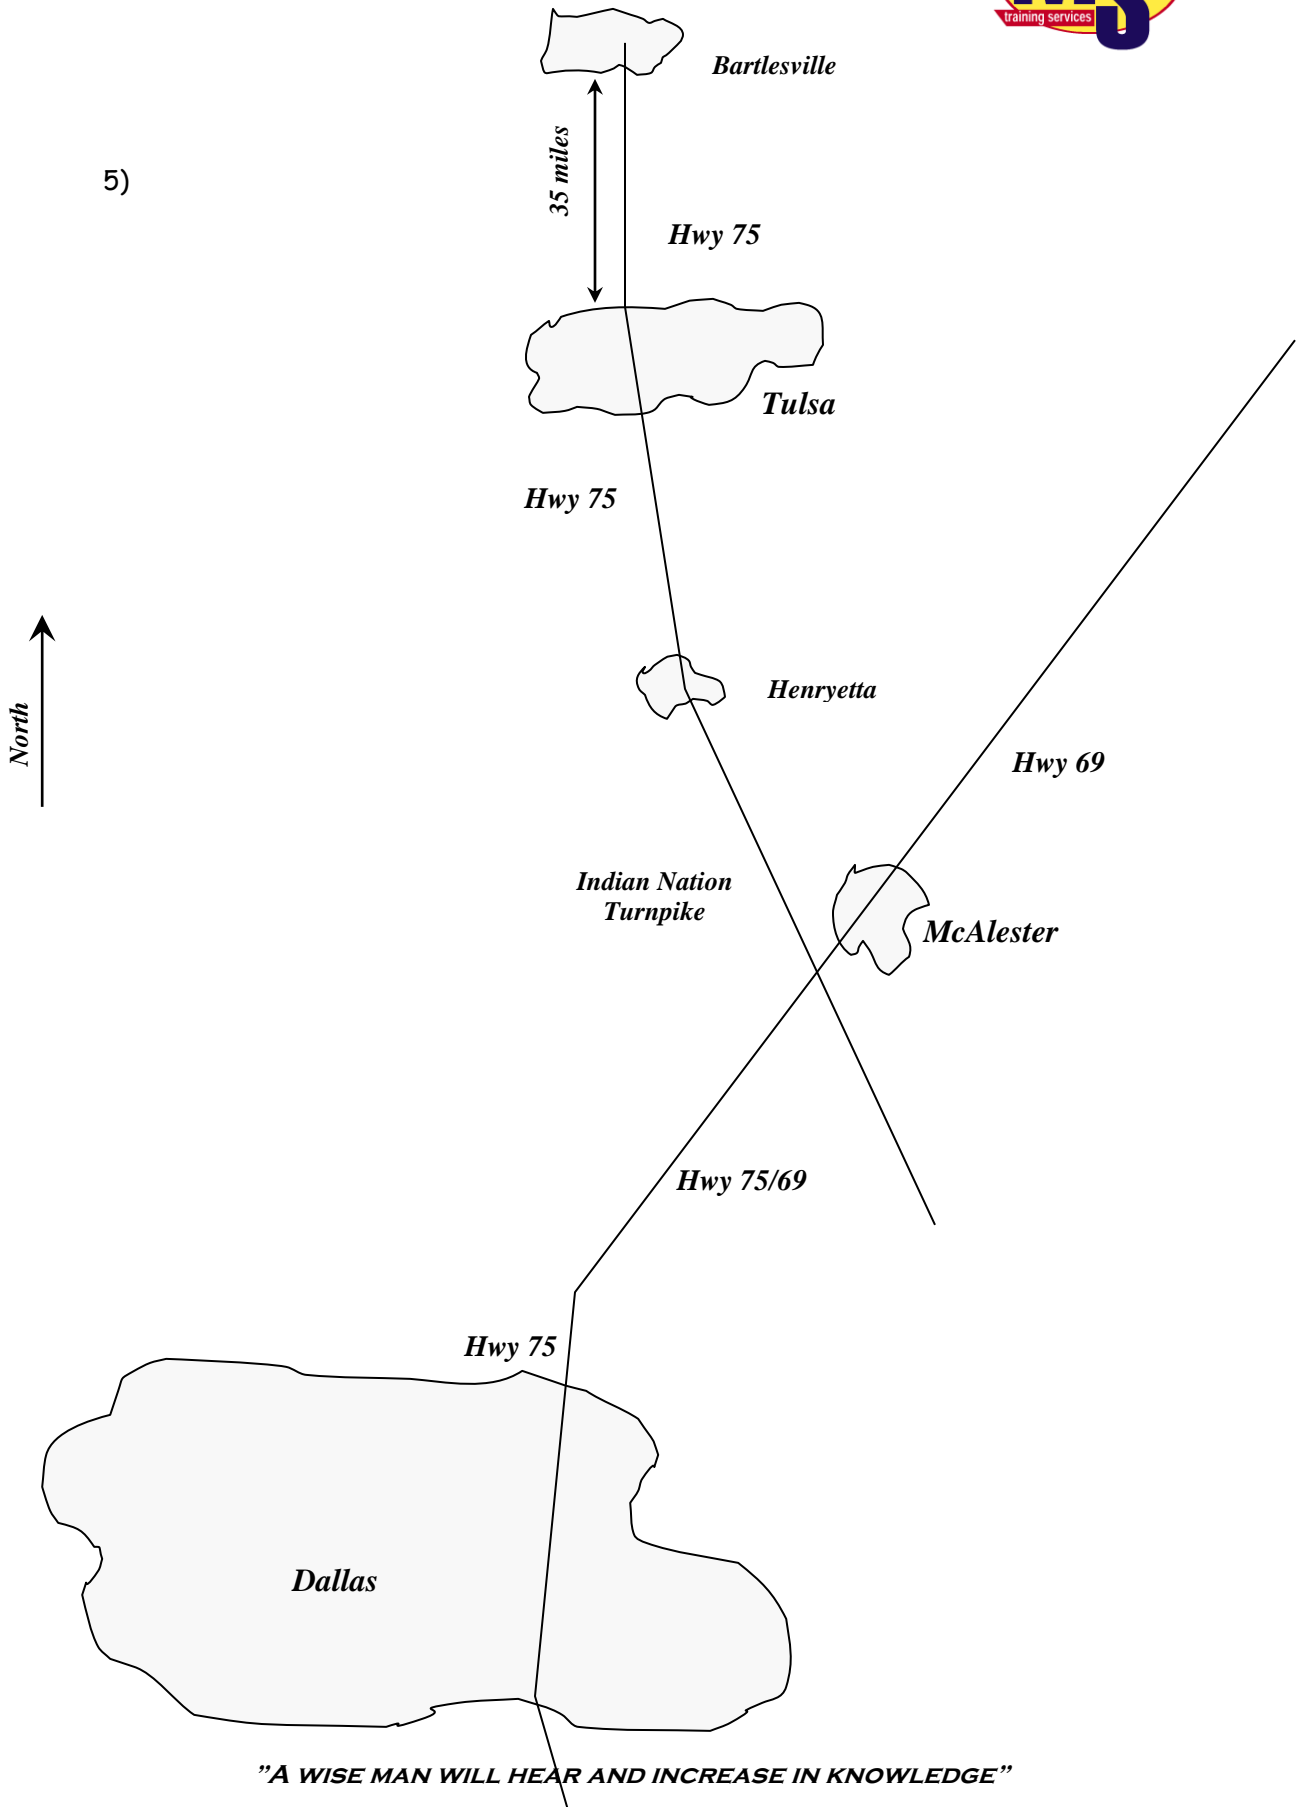 training services
Bartlesville
35 miles
5)
Hwy 75
Tulsa
Hwy 75
Henryetta
North
Hwy 69
Indian Nation
Turnpike
McAlester
Hwy 75/69
Hwy 75
Dallas
”A WISE MAN WILL HEAR AND INCREASE IN KNOWLEDGE”